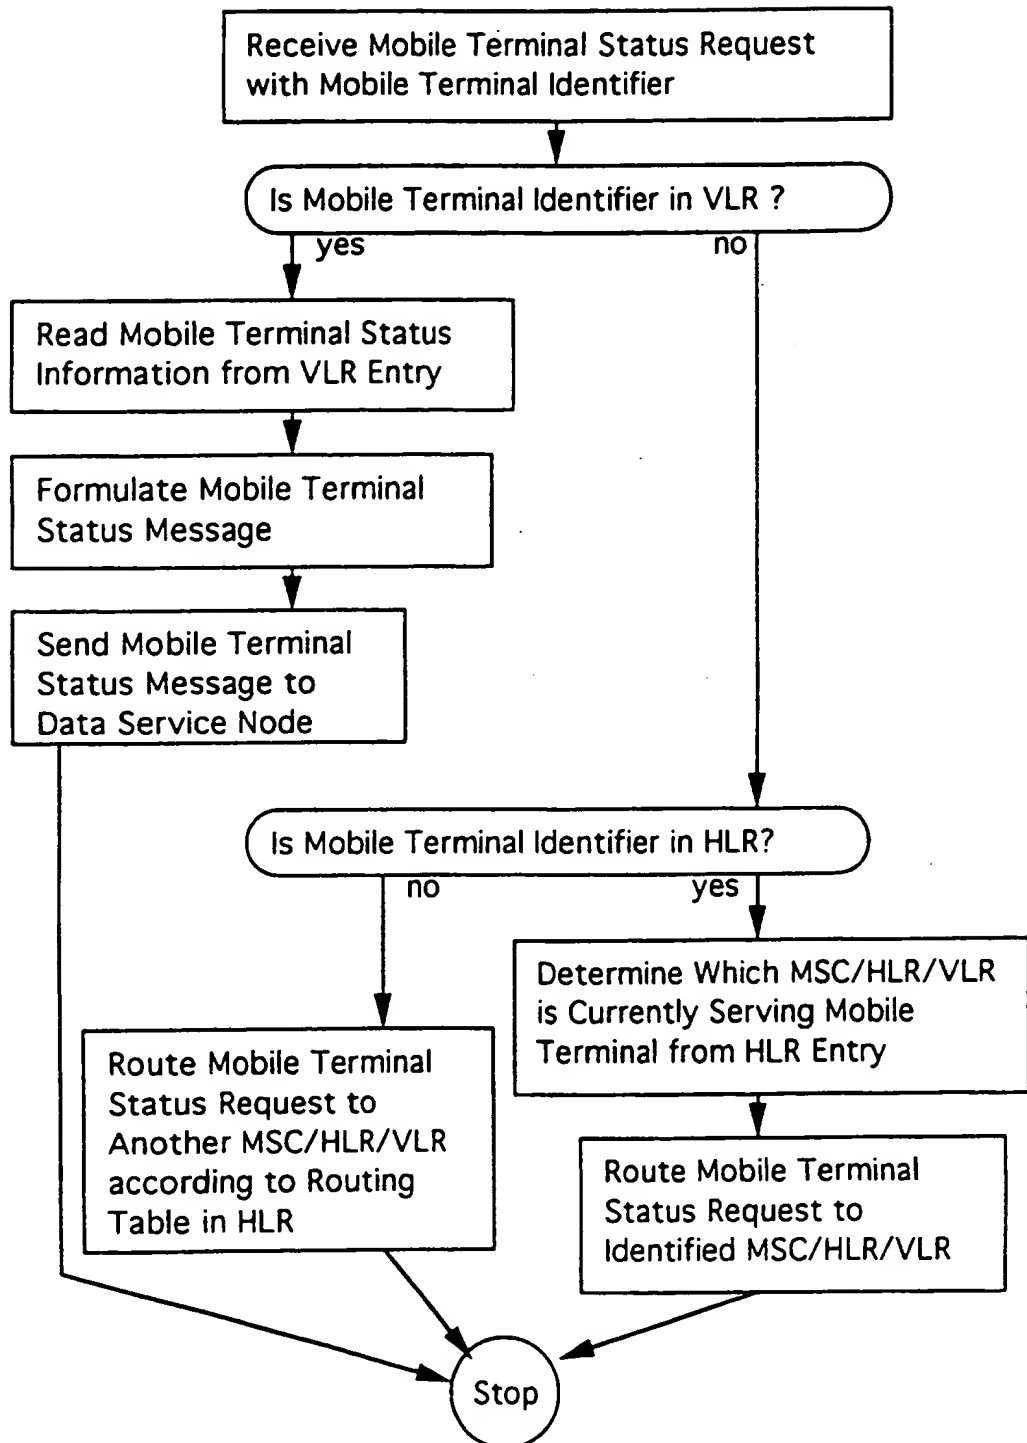 Receive Mobile Terminal Status Request
with Mobile Terminal Identifier
Is Mobile Terminal Identifier in VLR ?
yes
no
Read Mobile Terminal Status
Information from VLR Entry
Formulate Mobile Terminal
Status Message
Send Mobile Terminal
Status Message to
Data Service Node
Is Mobile Terminal Identifier in HLR?
no
yes
Determine Which MSC/HLR/VLR
is Currently Serving Mobile
Terminal from HLR Entry
Route Mobile Terminal
Status Request to
Another MSC/HLR/VLR
according to Routing
Table in HLR
Route Mobile Terminal
Status Request to
Identified MSC/HLR/VLR
Stop